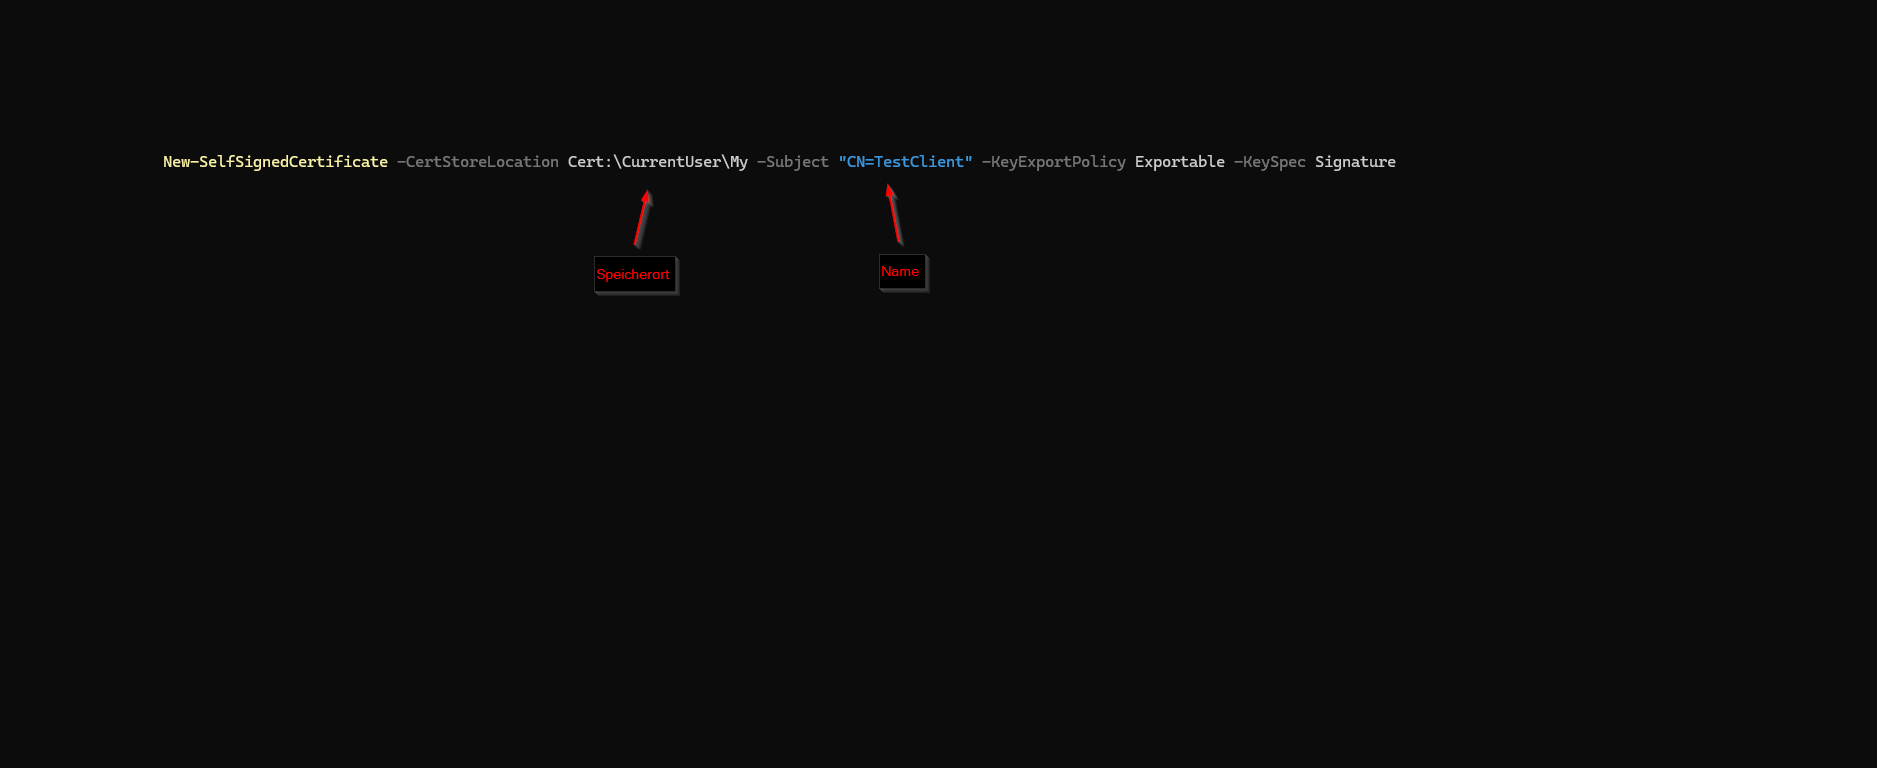 New-SelfSignedCertificate -CertStoreLocation Cert:\CurrentUser\My -Subject "CN=TestClient" -KeyExportPolicy Exportable -KeySpec Signature
Speicherort
Name